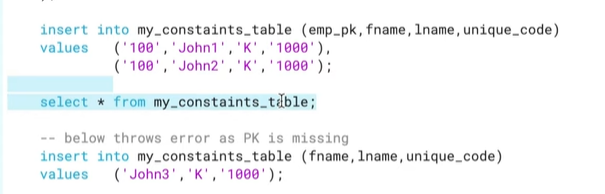 insert into my_constaints_table (emp_pk,fname,lname,unique_code)
values ('100','John1','K','1000'),
('100','John2','K','1000');
select * from my_constaints_table;
-- below throws error as PK is missing
insert into my_constaints_table (fname,lname,unique_code)
values ('John3','K','1000');